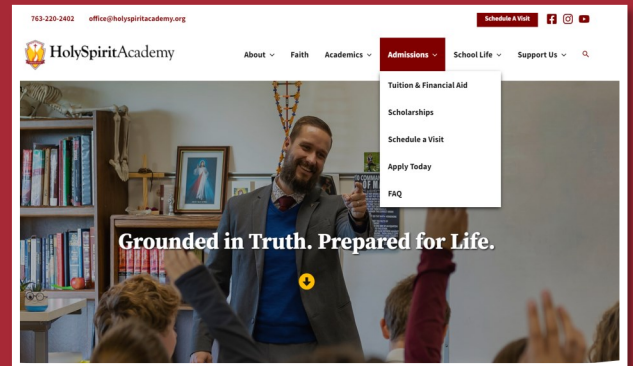 763-220-2402 office@holyspiritacademy.org Schedule A Visit
HolySpiritAcademy
About Faith Academics Admissions School Life Support Us
Tuition & Financial Aid
Scholarships
Schedule a Visit
Apply Today
FAQ
Grounded in Truth. Prepared for Life.